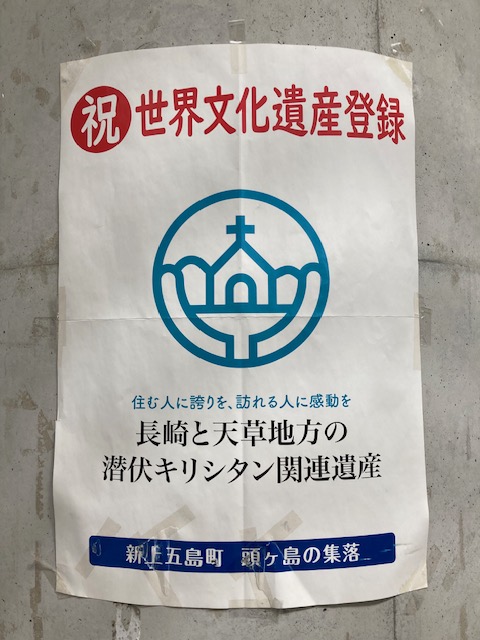 祝 世界文化遺産登録
住む人に誇りを、訪れる人に感動を
長崎と天草地方の
潜伏キリシタン関連遺産
新上五島町 頭ヶ島の集落